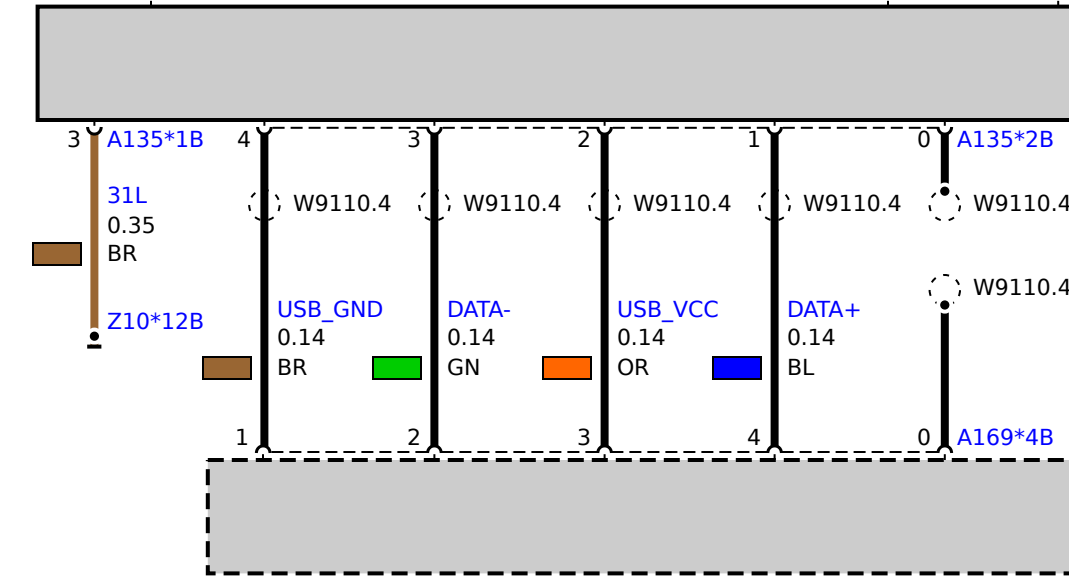 3 A135*1B 4 3 2 1 0 A135*2B
31L W9110.4 W9110.4 W9110.4 W9110.4 W9110.4
0.35
BR
W9110.4
Z10*12B USB_GND DATA- USB_VCC DATA+
0.14 0.14 0.14 0.14
BR GN OR BL
1 2 3 4 0 A169*4B